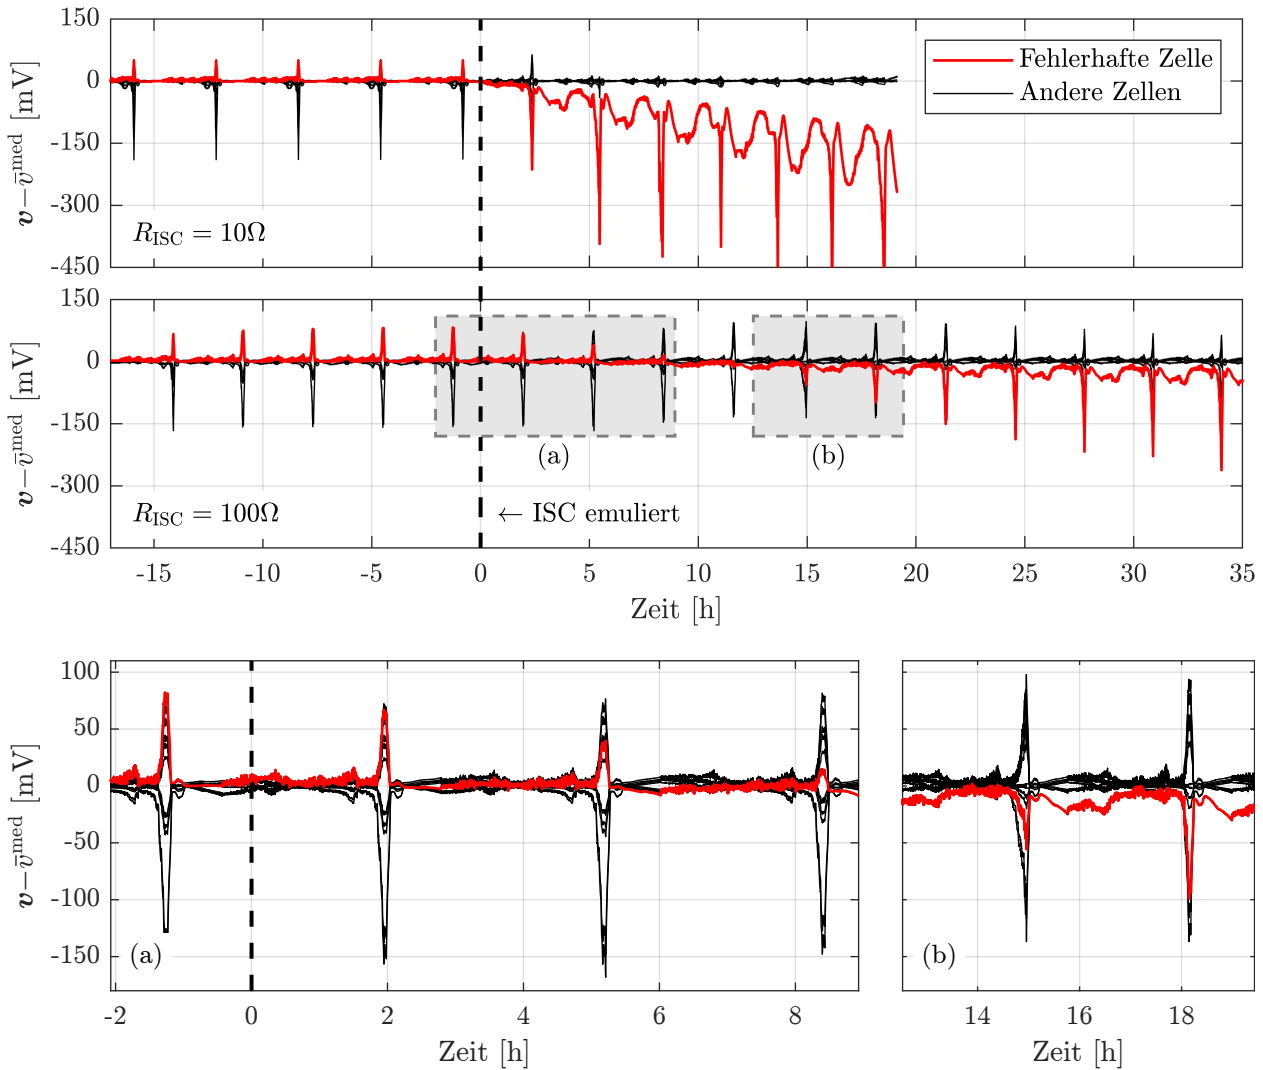 150
0
-150
-300
-450
v−v̄ᵐᵉᵈ [mV]
R_ISC = 10Ω
Fehlerhafte Zelle
Andere Zellen
150
0
-150
-300
-450
v−v̄ᵐᵉᵈ [mV]
(a)
(b)
R_ISC = 100Ω
← ISC emuliert
-15 -10 -5 0 5 10 15 20 25 30 35
Zeit [h]
100
50
0
-50
-100
-150
v−v̄ᵐᵉᵈ [mV]
(a)
-2 0 2 4 6 8
Zeit [h]
(b)
14 16 18
Zeit [h]